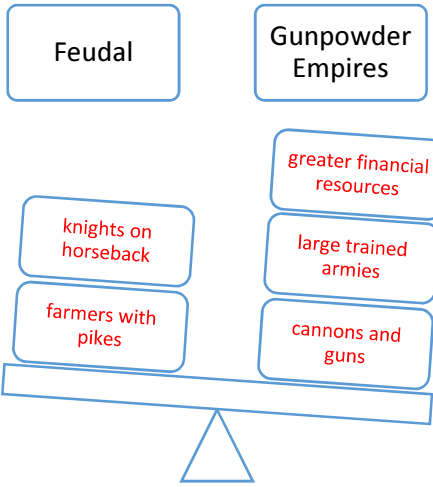 Feudal
Gunpowder
Empires
greater financial
resources
knights on
horseback
large trained
armies
farmers with
pikes
cannons and
guns